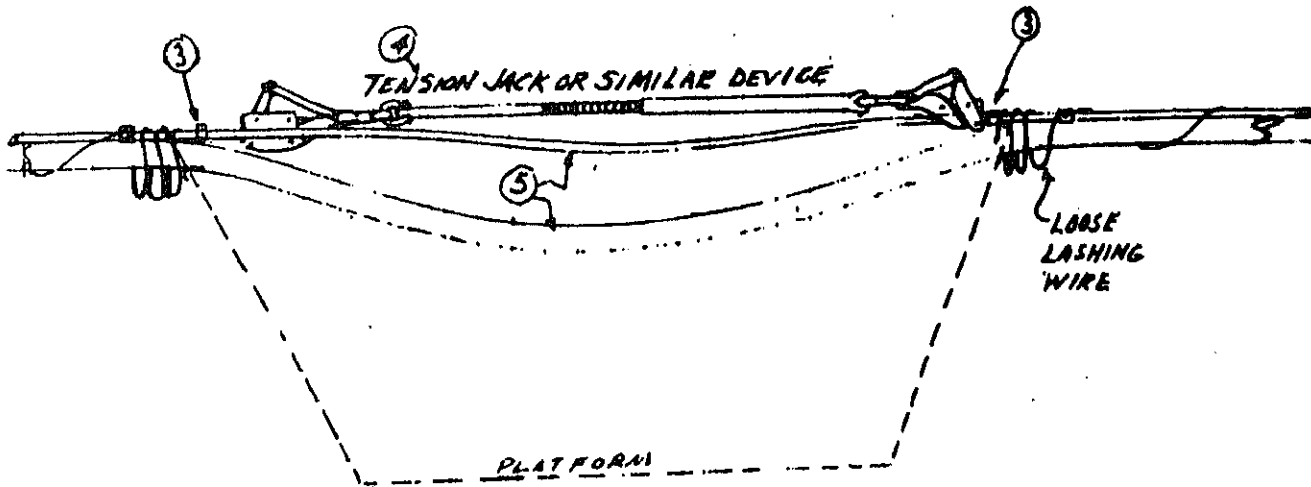 3
4
3
TENSION JACK OR SIMILAR DEVICE
5
LOOSE
LASHING
WIRE
PLATFORM